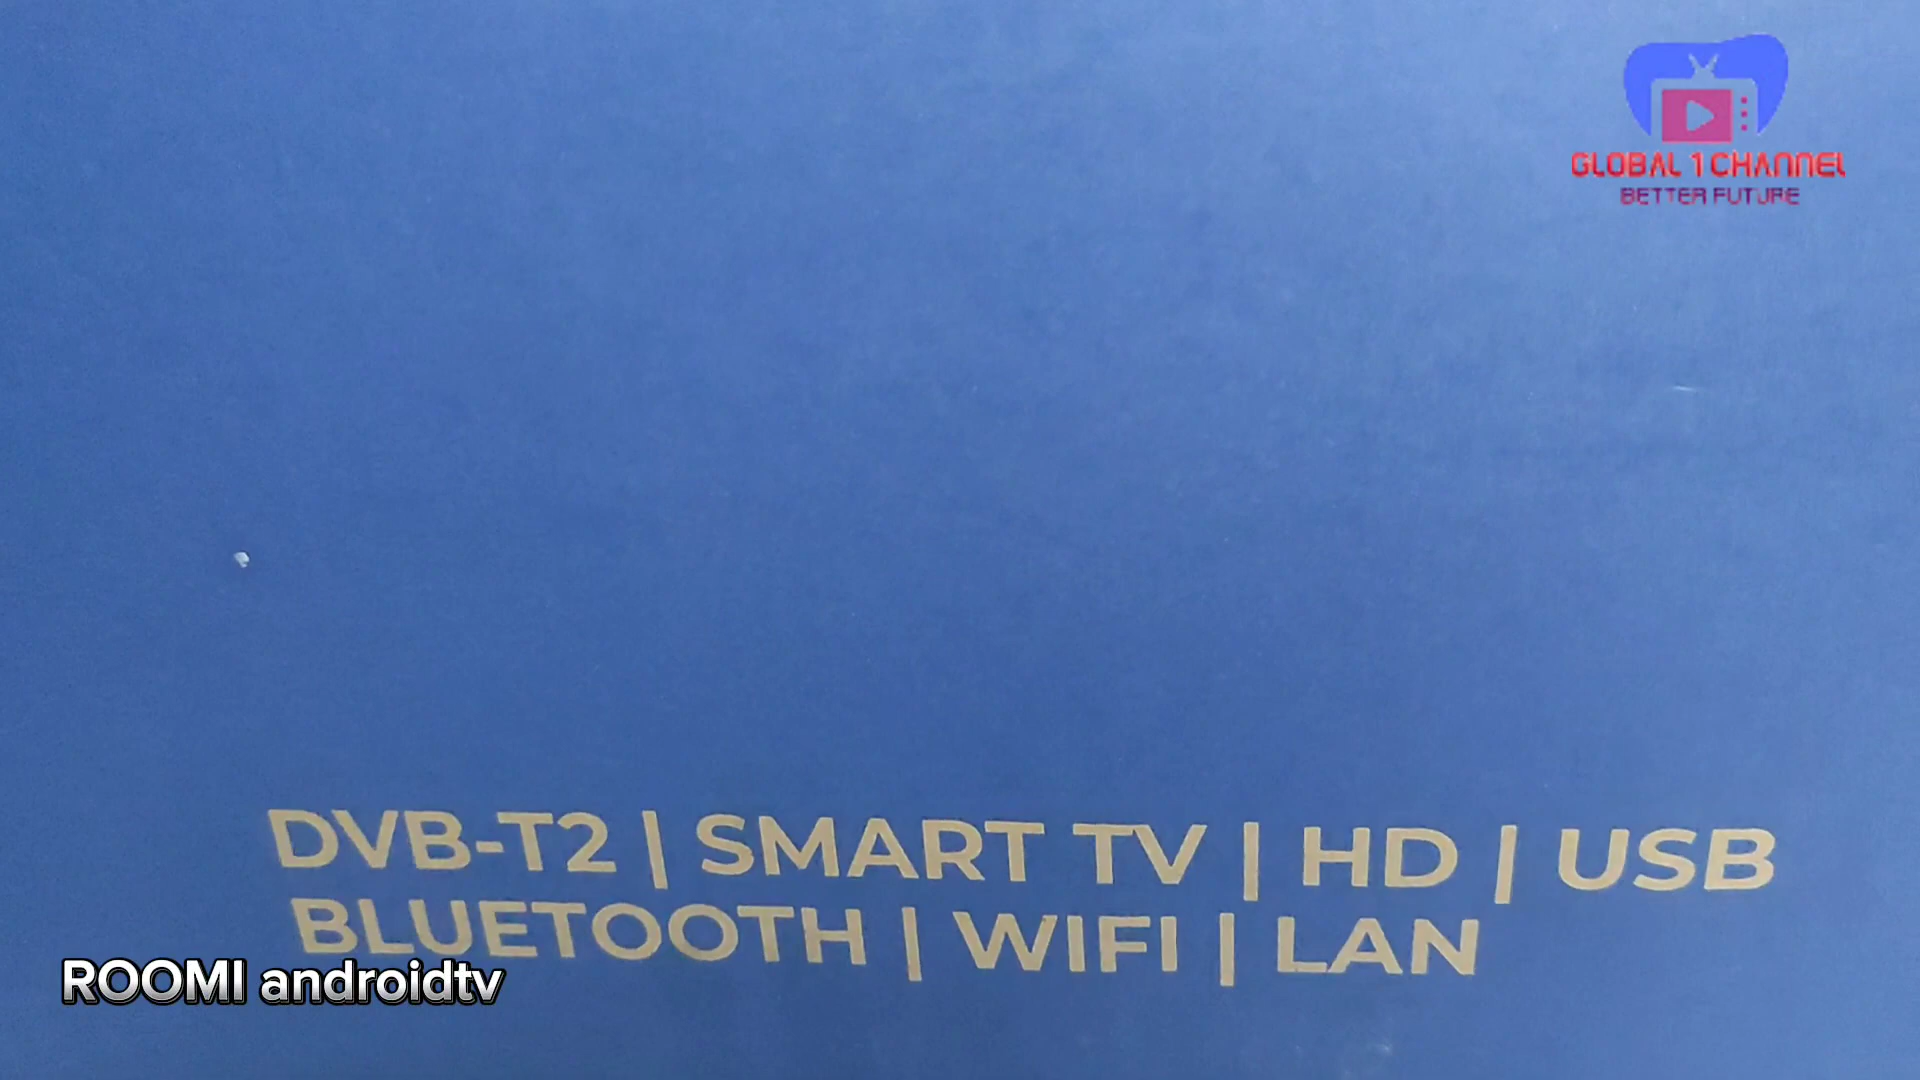 GLOBAL 1 CHANNEL
BETTER FUTURE
DVB-T2 | SMART TV | HD | USB
BLUETOOTH | WIFI | LAN
ROOMI androidtv